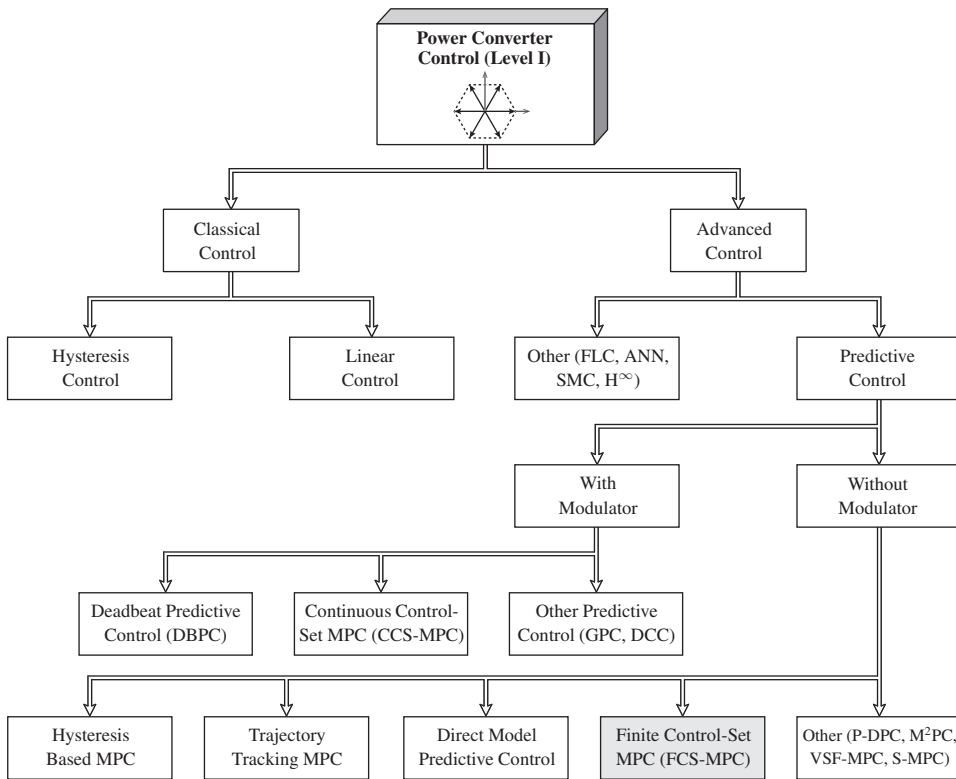 Power Converter
Control (Level I)
Classical
Control
Advanced
Control
Hysteresis
Control
Linear
Control
Other (FLC, ANN,
SMC, H∞)
Predictive
Control
With
Modulator
Without
Modulator
Deadbeat Predictive
Control (DBPC)
Continuous Control-
Set MPC (CCS-MPC)
Other Predictive
Control (GPC, DCC)
Hysteresis
Based MPC
Trajectory
Tracking MPC
Direct Model
Predictive Control
Finite Control-Set
MPC (FCS-MPC)
Other (P-DPC, M²PC,
VSF-MPC, S-MPC)